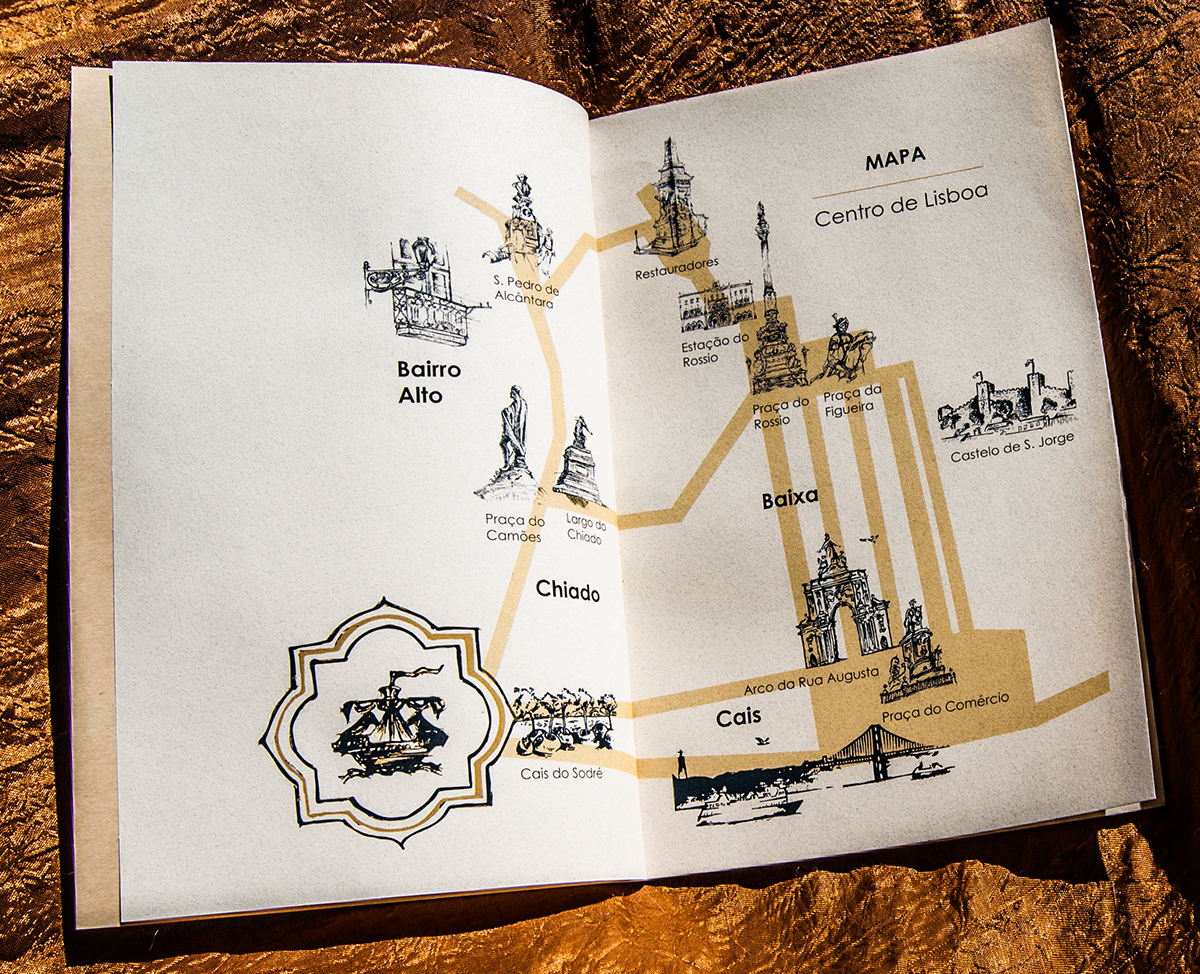 MAPA
Centro de Lisboa
S. Pedro de
Alcântara
Restauradores
Estação do
Rossio
Bairro
Alto
Praça do
Rossio
Praça da
Figueira
Castelo de S. Jorge
Praça do
Camões
Largo do
Chiado
Baixa
Chiado
Arco da Rua Augusta
Praça do Comércio
Cais
Cais do Sodré